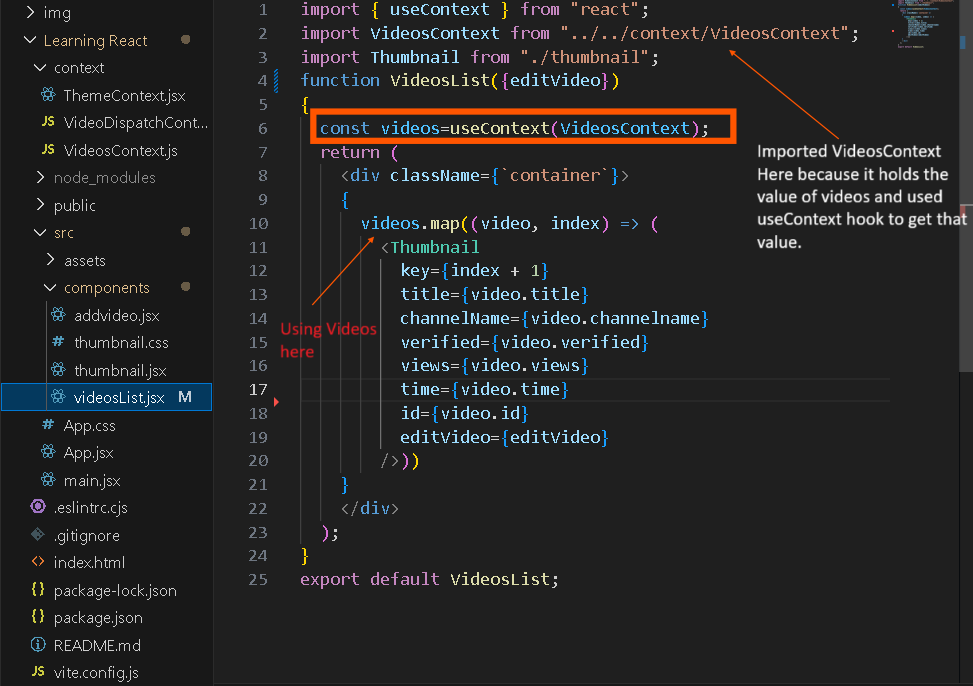 img
Learning React
context
ThemeContext.jsx
JS VideoDispatchCont...
JS VideosContext.js
node_modules
public
src
assets
components
addvideo.jsx
# thumbnail.css
thumbnail.jsx
videosList.jsx M
# App.css
App.jsx
main.jsx
.eslintrc.cjs
.gitignore
<> index.html
{} package-lock.json
{} package.json
README.md
JS vite.config.js
1 import { useContext } from "react";
2 import VideosContext from "../../context/VideosContext";
3 import Thumbnail from "./thumbnail";
4 function VideosList({editVideo})
5 {
6 const videos=useContext(VideosContext);
7 return (
8 <div className={`container`}>
9 {
10 videos.map((video, index) => (
11 <Thumbnail
12 key={index + 1}
13 title={video.title}
14 channelName={video.channelname}
15 verified={video.verified}
16 views={video.views}
17 time={video.time}
18 id={video.id}
19 editVideo={editVideo}
20 />))
21 }
22 </div>
23 );
24 }
25 export default VideosList;
Imported VideosContext
Here because it holds the
value of videos and used
useContext hook to get that
value.
Using Videos
here